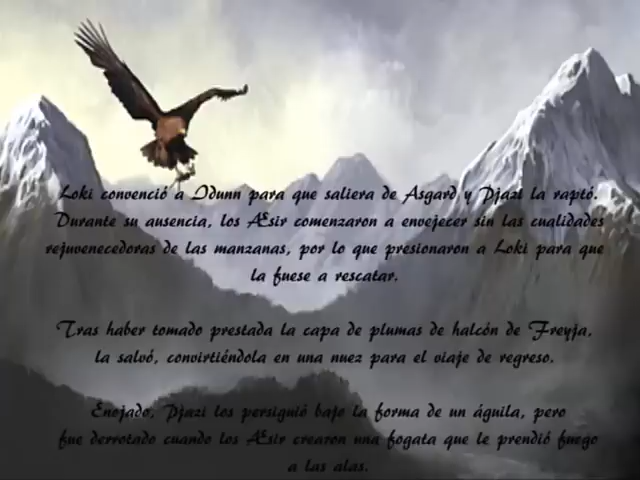 Loki convenció a Idunn para que saliera de Asgard y Þjazi la raptó.
Durante su ausencia, los Æsir comenzaron a envejecer sin las cualidades
rejuvenecedoras de las manzanas, por lo que presionaron a Loki para que
la fuese a rescatar.
Tras haber tomado prestada la capa de plumas de halcón de Freyja,
la salvó, convirtiéndola en una nuez para el viaje de regreso.
Enojado, Þjazi los persiguió bajo la forma de un águila, pero
fue derrotado cuando los Æsir crearon una fogata que le prendió fuego
a las alas.